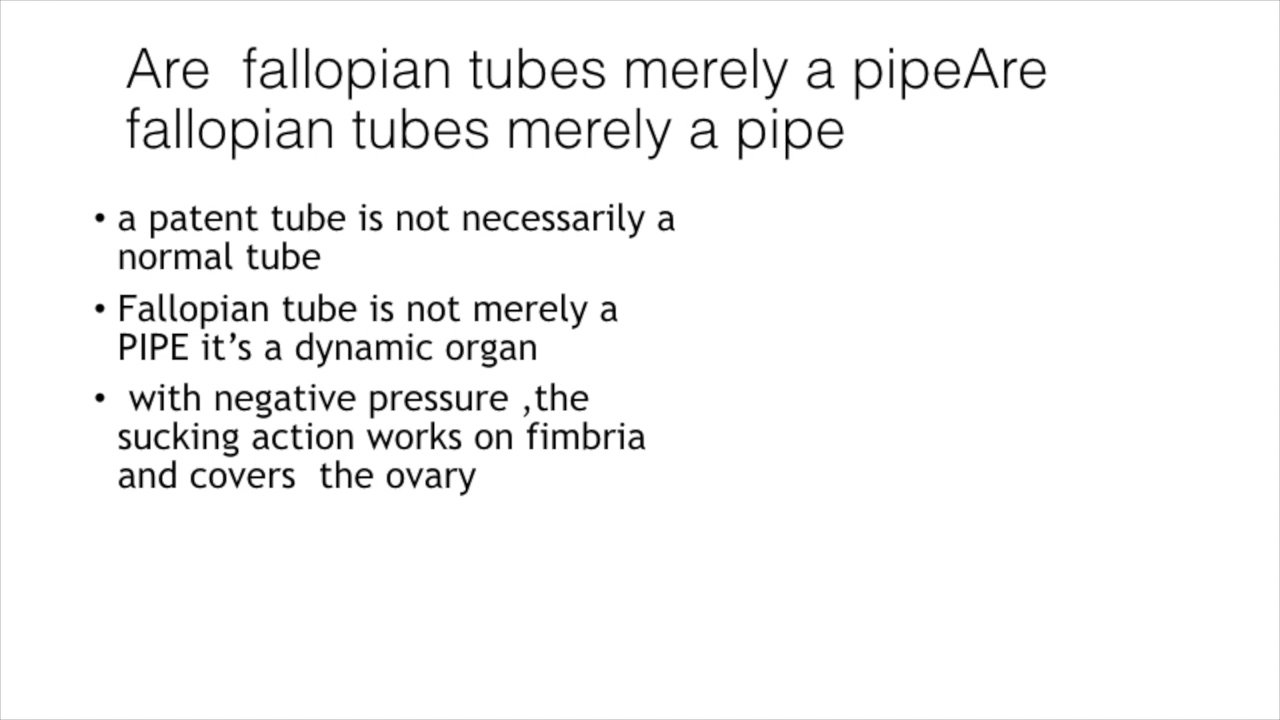 Are  fallopian tubes merely a pipeAre
fallopian tubes merely a pipe
• a patent tube is not necessarily a
normal tube
• Fallopian tube is not merely a
PIPE it’s a dynamic organ
•  with negative pressure ,the
sucking action works on fimbria
and covers  the ovary